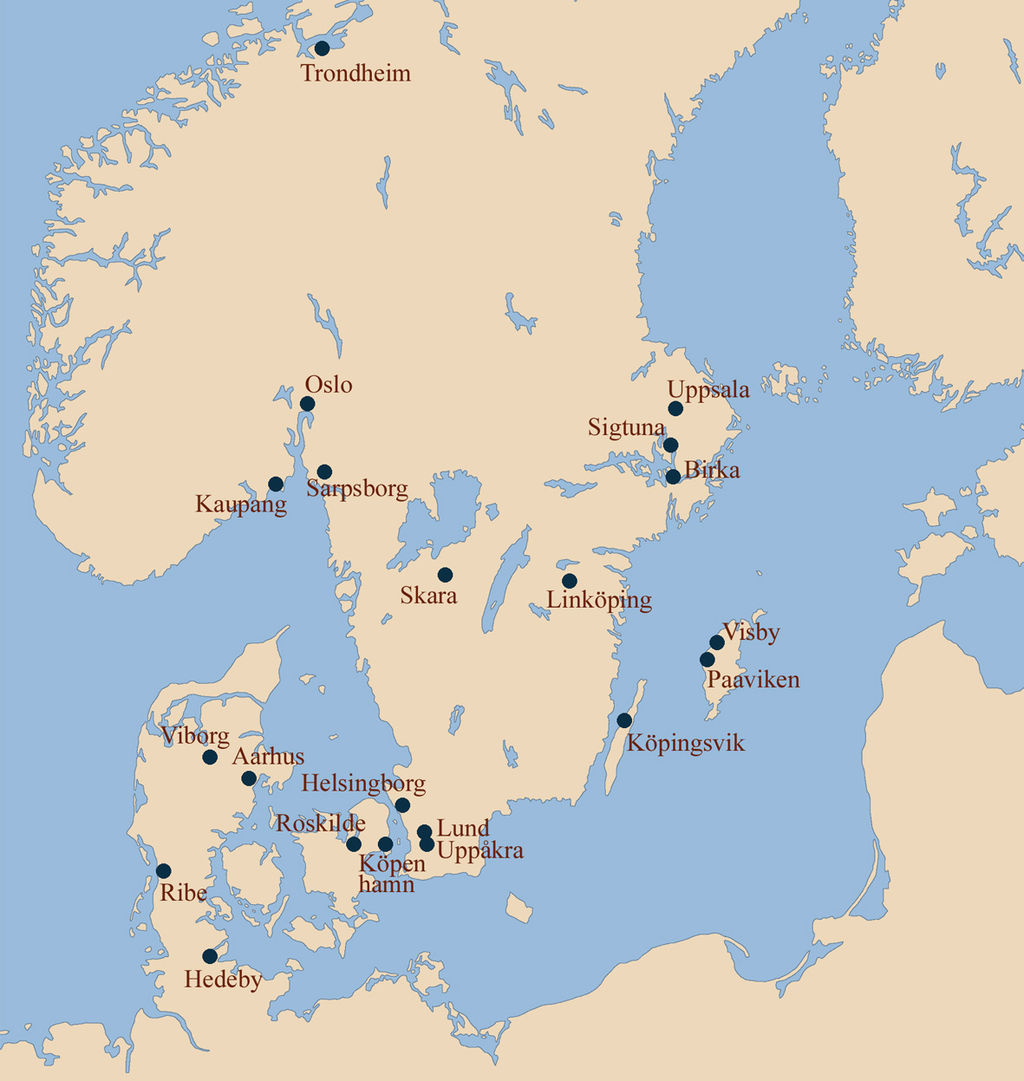 Trondheim
Oslo
Uppsala
Sigtuna
Birka
Sarpsborg
Kaupang
Skara
Linköping
Visby
Paaviken
Viborg
Köpingsvik
Aarhus
Helsingborg
Roskilde
Lund
Uppåkra
Köpen
hamn
Ribe
Hedeby